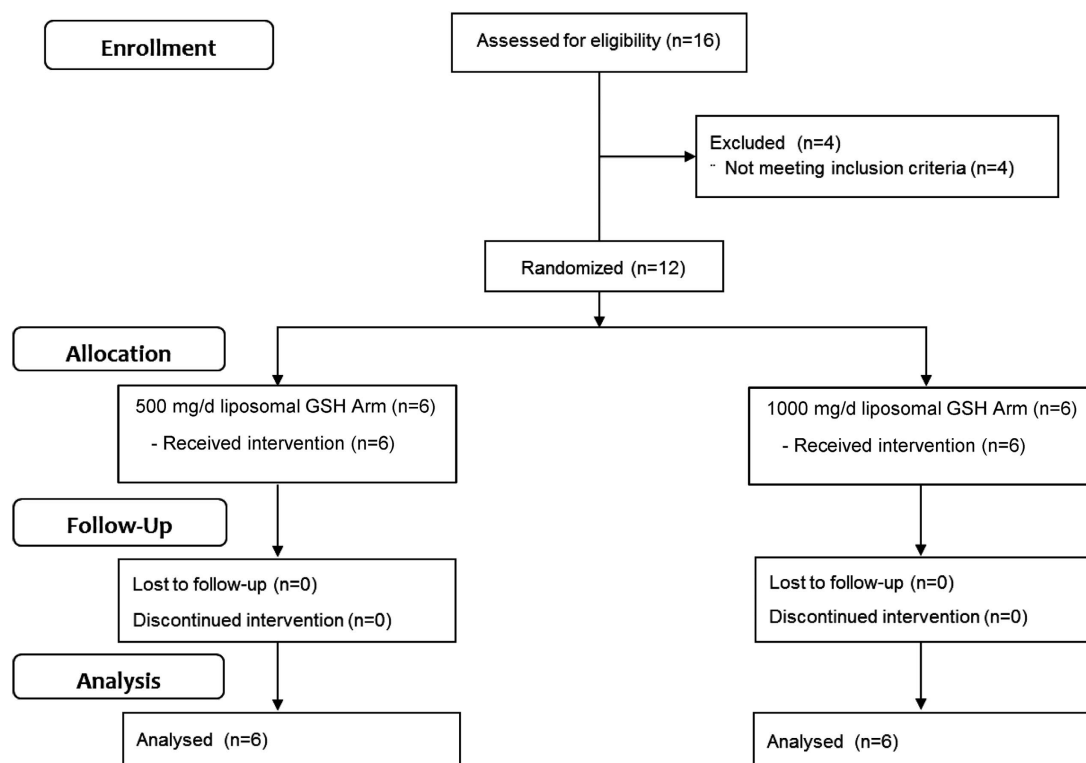 Enrollment
Assessed for eligibility (n=16)
Excluded (n=4)
¨ Not meeting inclusion criteria (n=4)
Randomized (n=12)
Allocation
500 mg/d liposomal GSH Arm (n=6)
- Received intervention (n=6)
1000 mg/d liposomal GSH Arm (n=6)
- Received intervention (n=6)
Follow-Up
Lost to follow-up (n=0)
Discontinued intervention (n=0)
Lost to follow-up (n=0)
Discontinued intervention (n=0)
Analysis
Analysed (n=6)
Analysed (n=6)